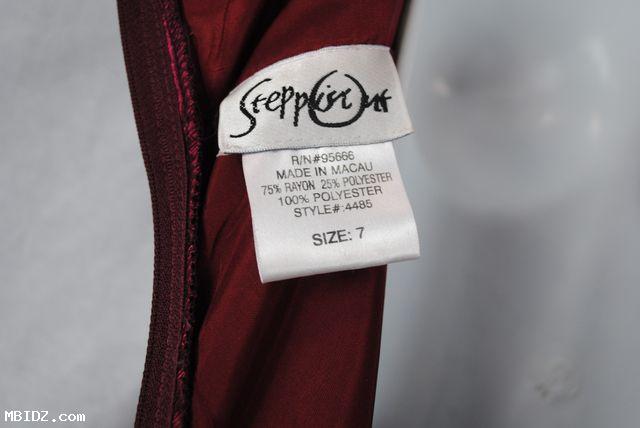 Steppin Out
R/N#95666
MADE IN MACAU
75% RAYON 25% POLYESTER
100% POLYESTER
STYLE#:4485
SIZE: 7
MBIDZ.com